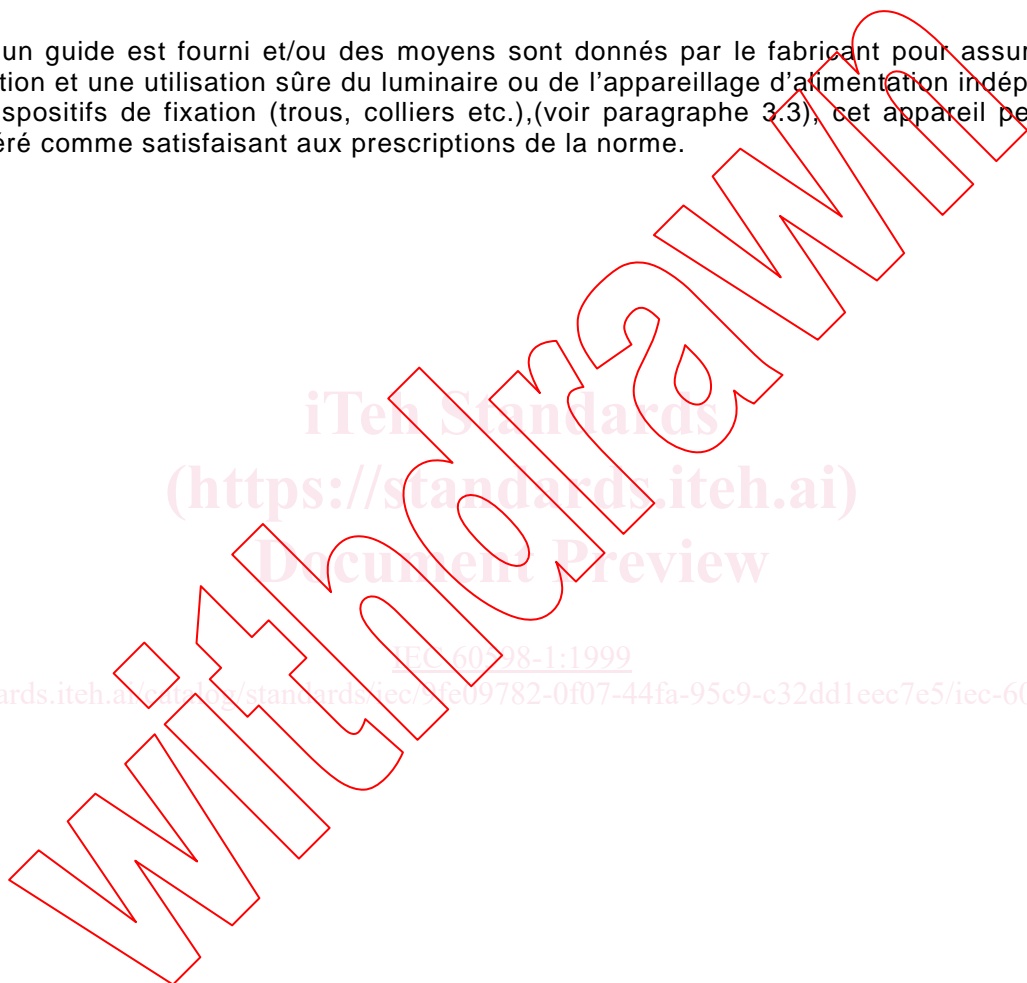 un guide est fourni et/ou des moyens sont donnés par le fabricant pour assur
tion et une utilisation sûre du luminaire ou de l'appareillage d'alimentation indép
spositifs de fixation (trous, colliers etc.),(voir paragraphe 3.3), cet appareil pe
éré comme satisfaisant aux prescriptions de la norme.
iTeh Standards
(https://standards.iteh.ai)
Document Preview
IEC 60598-1:1999
ards.iteh.ai/catalog/standards/iec/9fe09782-0f07-44fa-95c9-c32dd1eec7e5/iec-60
withdrawn